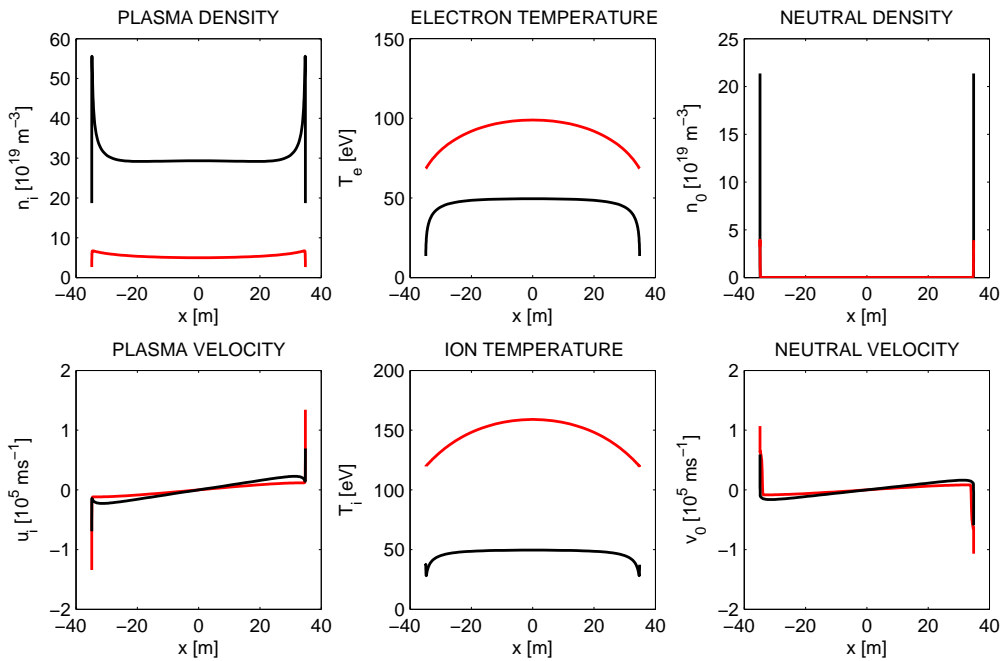 PLASMA DENSITY
n_i [10^19 m^−3]
60
50
40
30
20
10
0
−40 −20 0 20 40
x [m]
ELECTRON TEMPERATURE
T_e [eV]
150
100
50
0
−40 −20 0 20 40
x [m]
NEUTRAL DENSITY
n_0 [10^19 m^−3]
25
20
15
10
5
0
−40 −20 0 20 40
x [m]
PLASMA VELOCITY
u_i [10^5 ms^−1]
2
1
0
−1
−2
−40 −20 0 20 40
x [m]
ION TEMPERATURE
T_i [eV]
200
150
100
50
0
−40 −20 0 20 40
x [m]
NEUTRAL VELOCITY
v_0 [10^5 ms^−1]
2
1
0
−1
−2
−40 −20 0 20 40
x [m]